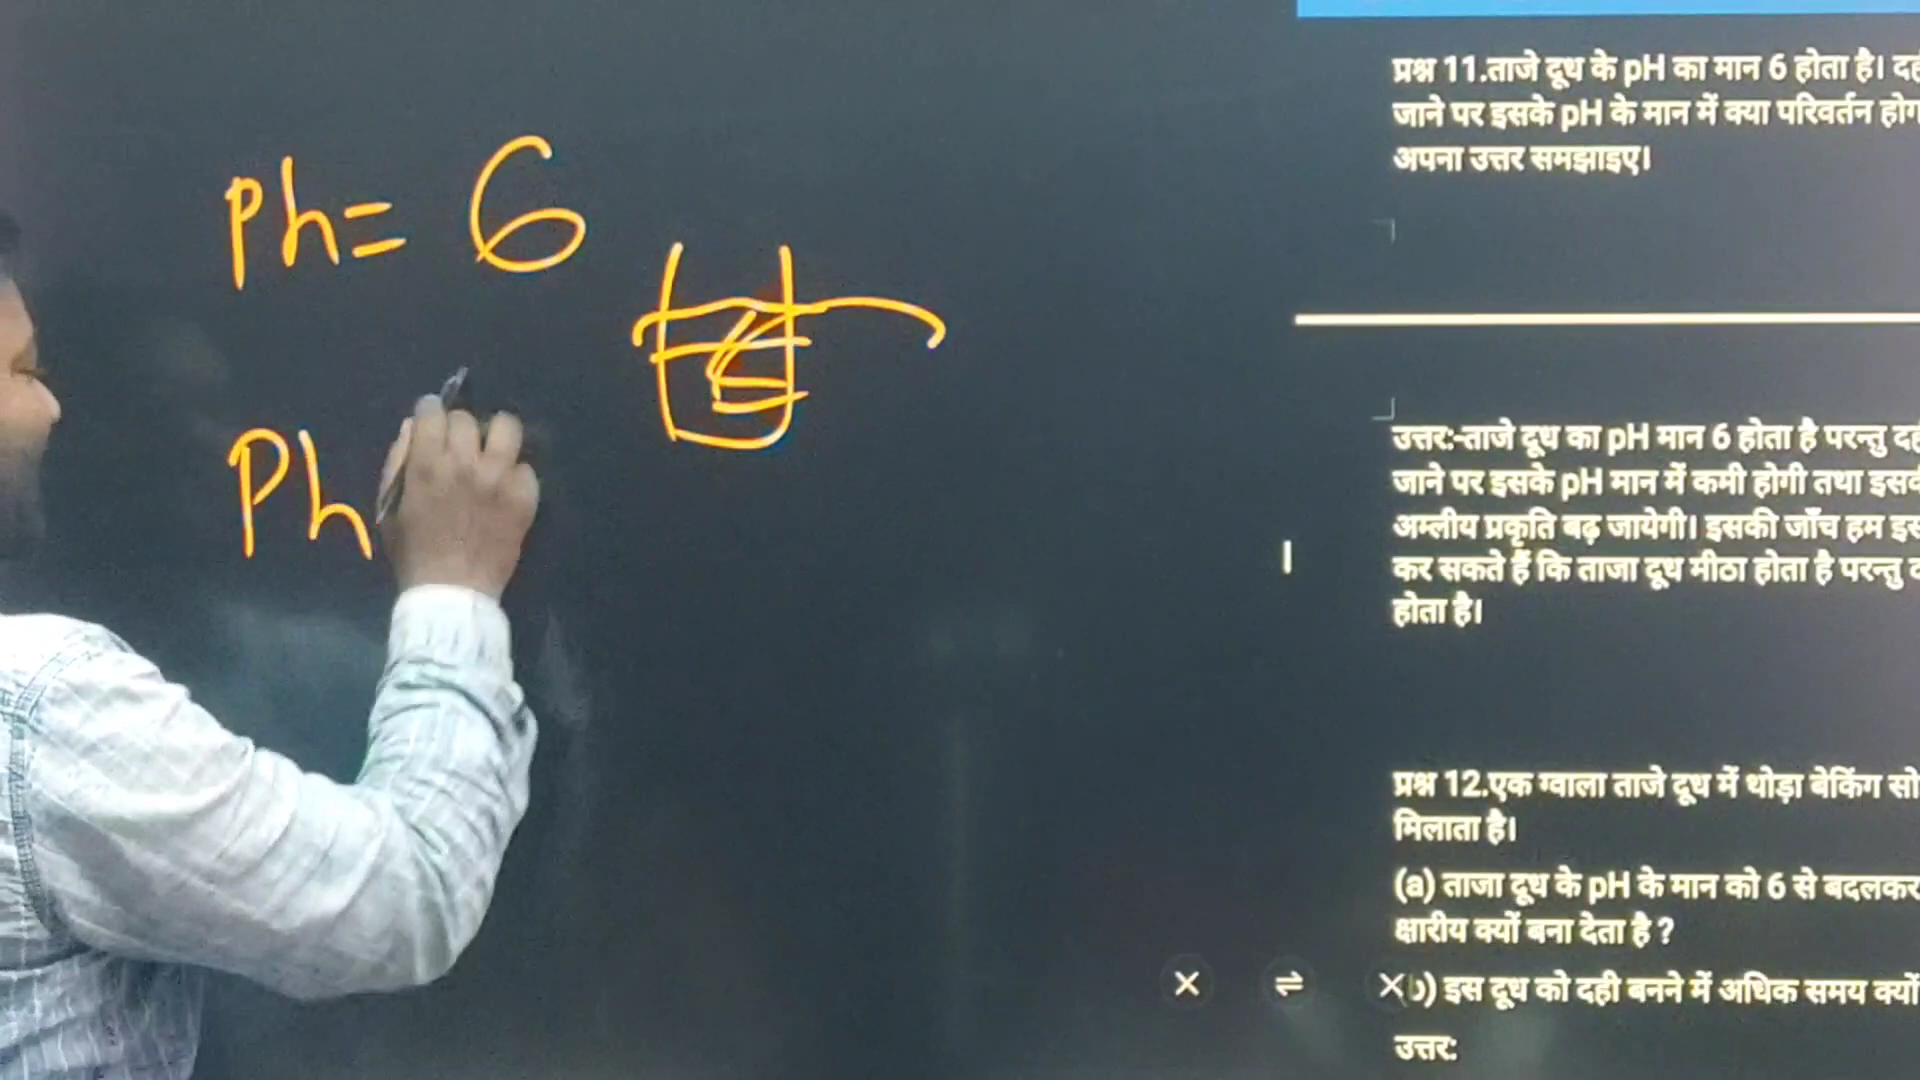 Ph= 6
Ph
प्रश्न 11.ताजे दूध के pH का मान 6 होता है।
जाने पर इसके pH के मान में क्या परिवर्तन
अपना उत्तर समझाइए।
उत्तर:-ताजे दूध का pH मान 6 होता है परन्तु
जाने पर इसके pH मान में कमी होगी तथा
अम्लीय प्रकृति बढ़ जायेगी। इसकी जाँच हम
कर सकते हैं कि ताजा दूध मीठा होता है परन्तु
होता है।
प्रश्न 12.एक ग्वाला ताजे दूध में थोड़ा बेकिंग
मिलाता है।
(a) ताजा दूध के pH के मान को 6 से बदलकर
क्षारीय क्यों बना देता है ?
इस दूध को दही बनने में अधिक समय क्यों
उत्तर: